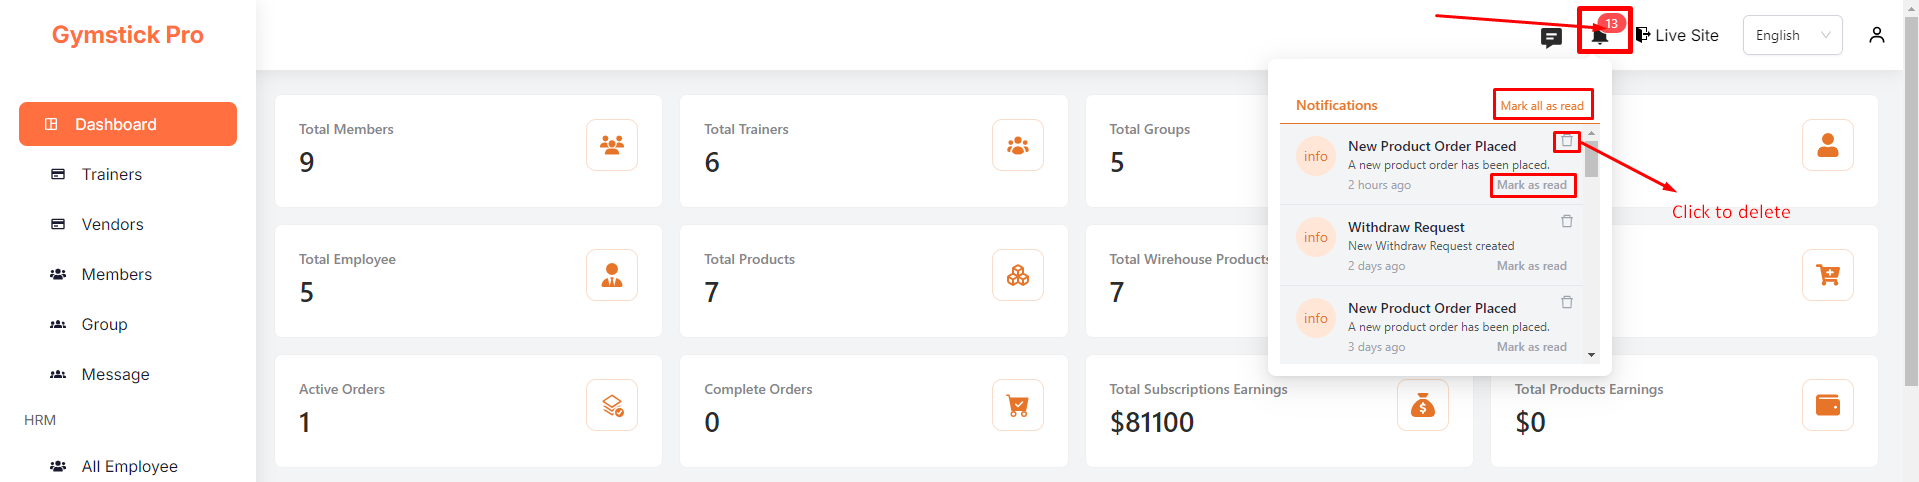 Gymstick Pro
13
Live Site
English
Dashboard
Trainers
Vendors
Members
Group
Message
HRM
All Employee
Total Members
9
Total Trainers
6
Total Groups
5
Total Employee
5
Total Products
7
Total Wirehouse Products
7
Active Orders
1
Complete Orders
0
Total Subscriptions Earnings
$81100
Total Products Earnings
$0
Notifications
Mark all as read
info
New Product Order Placed
A new product order has been placed.
2 hours ago
Mark as read
info
Withdraw Request
New Withdraw Request created
2 days ago
Mark as read
info
New Product Order Placed
A new product order has been placed.
3 days ago
Mark as read
Click to delete